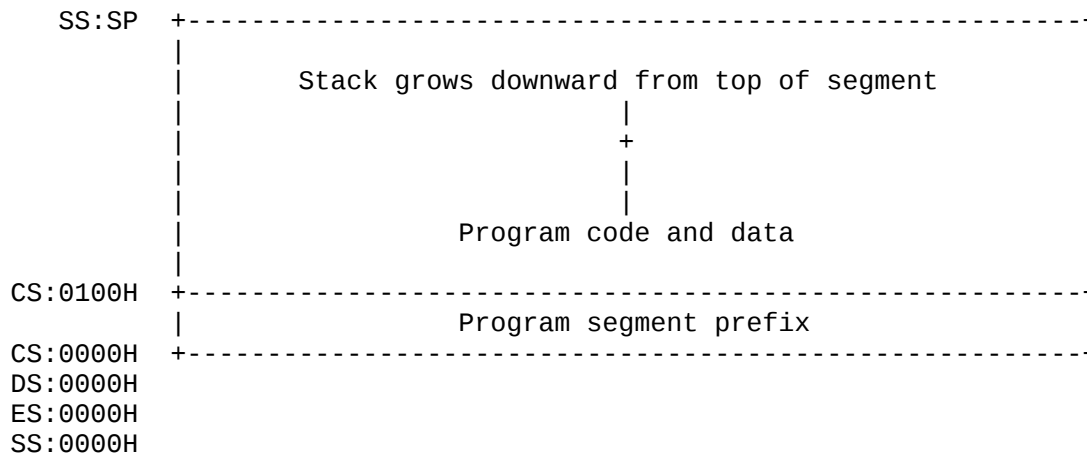 SS:SP
Stack grows downward from top of segment
Program code and data
CS:0100H
Program segment prefix
CS:0000H
DS:0000H
ES:0000H
SS:0000H